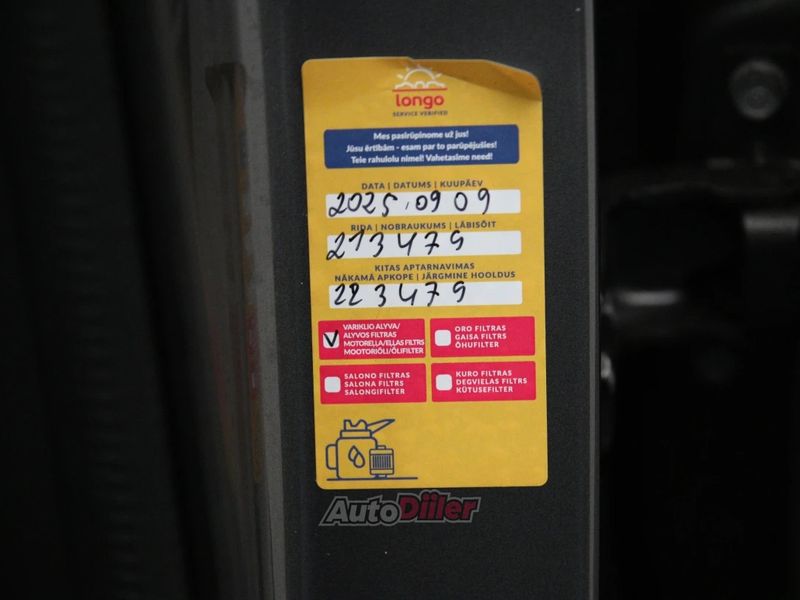 longo
SERVICE VERIFIED
Mes pasirūpinome už jus!
Jūsu ērtībām - esam par to parūpējušies!
Teie rahulolu nimel! Vahetasime need!
DATA | DATUMS | KUUPÄEV
2025.09 09
RIDA | NOBRAUKUMS | LÄBISÕIT
213479
KITAS APTARNAVIMAS
NĀKAMĀ APKOPE | JÄRGMINE HOOLDUS
223479
VARIKLIO ALYVA/
ALYVOS FILTRAS
MOTOREĻĻA/EĻĻAS FILTRS
MOOTORIÕLI/ÕLIFILTER
ORO FILTRAS
GAISA FILTRS
ÕHUFILTER
SALONO FILTRAS
SALONA FILTRS
SALONGIFILTER
KURO FILTRAS
DEGVIELAS FILTRS
KÜTUSEFILTER
AutoDiiler